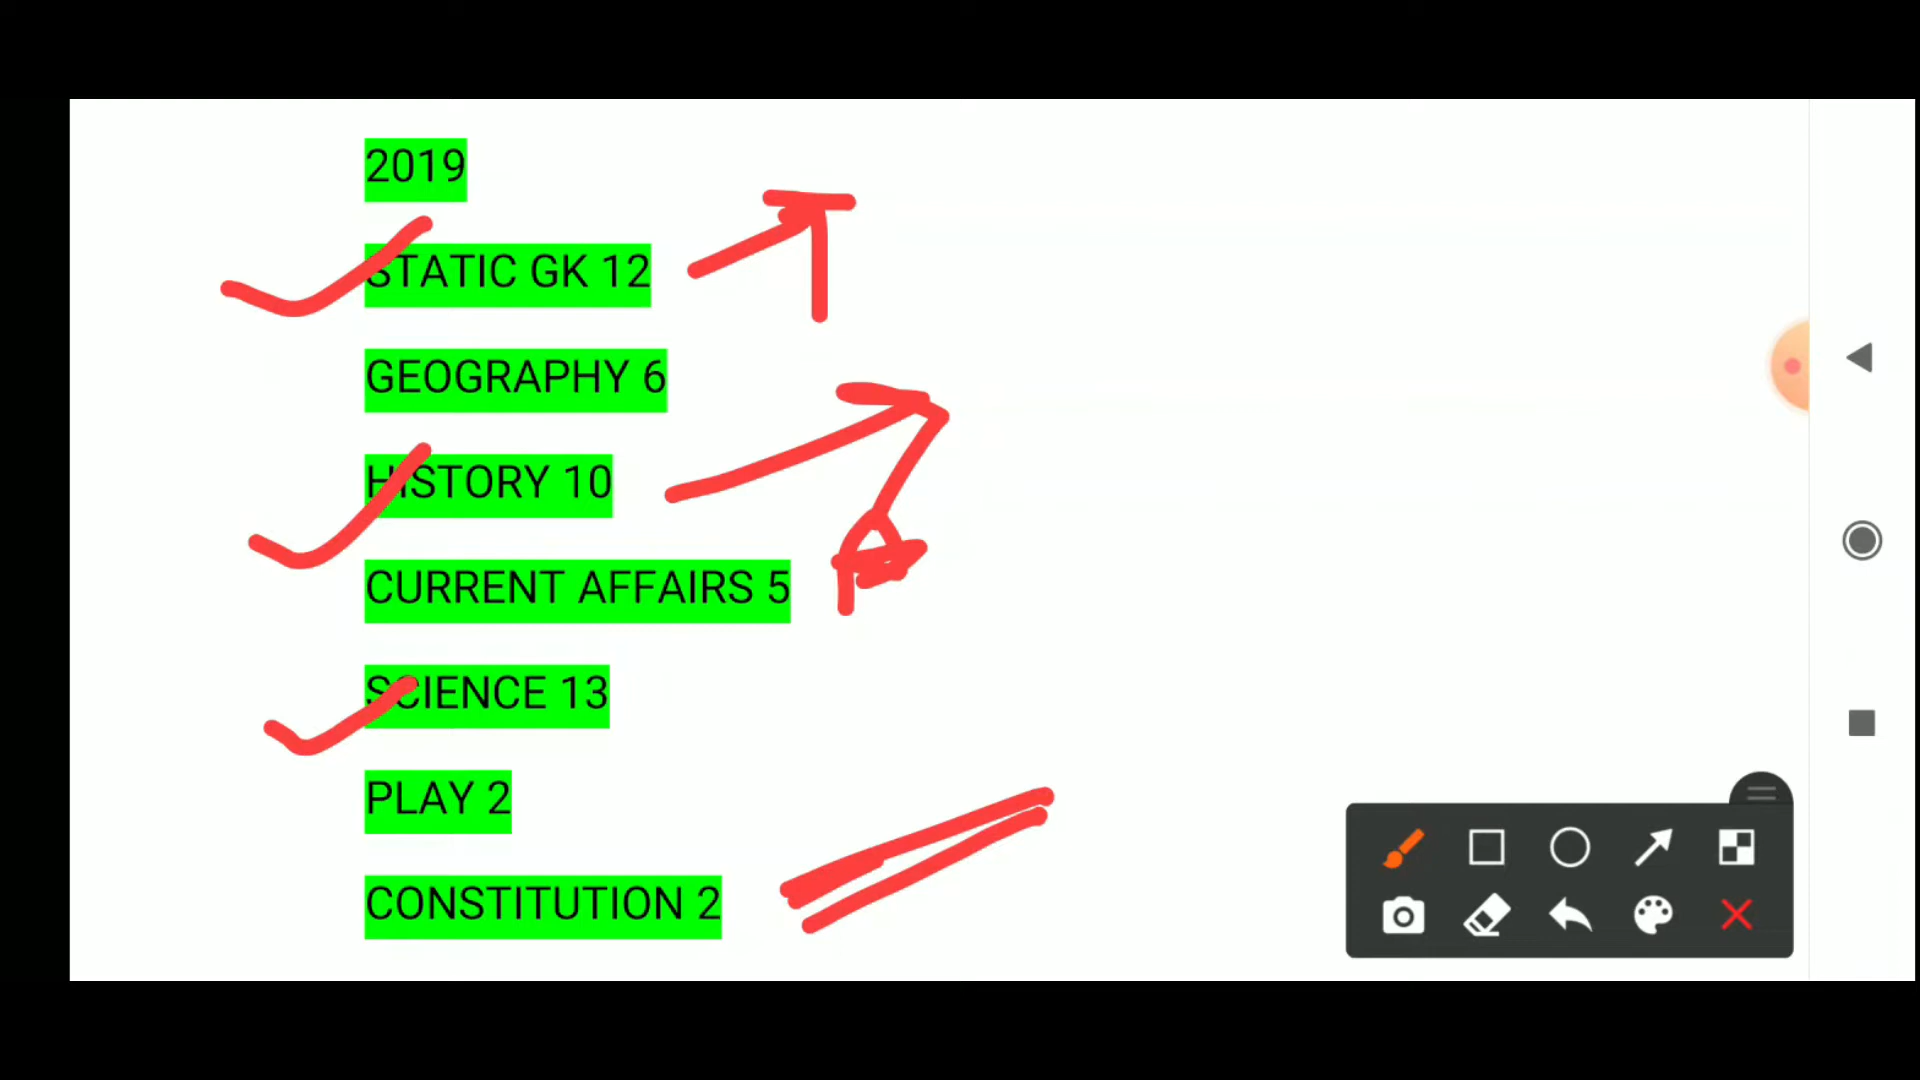 2019
STATIC GK 12
GEOGRAPHY 6
HISTORY 10
CURRENT AFFAIRS 5
SCIENCE 13
PLAY 2
CONSTITUTION 2